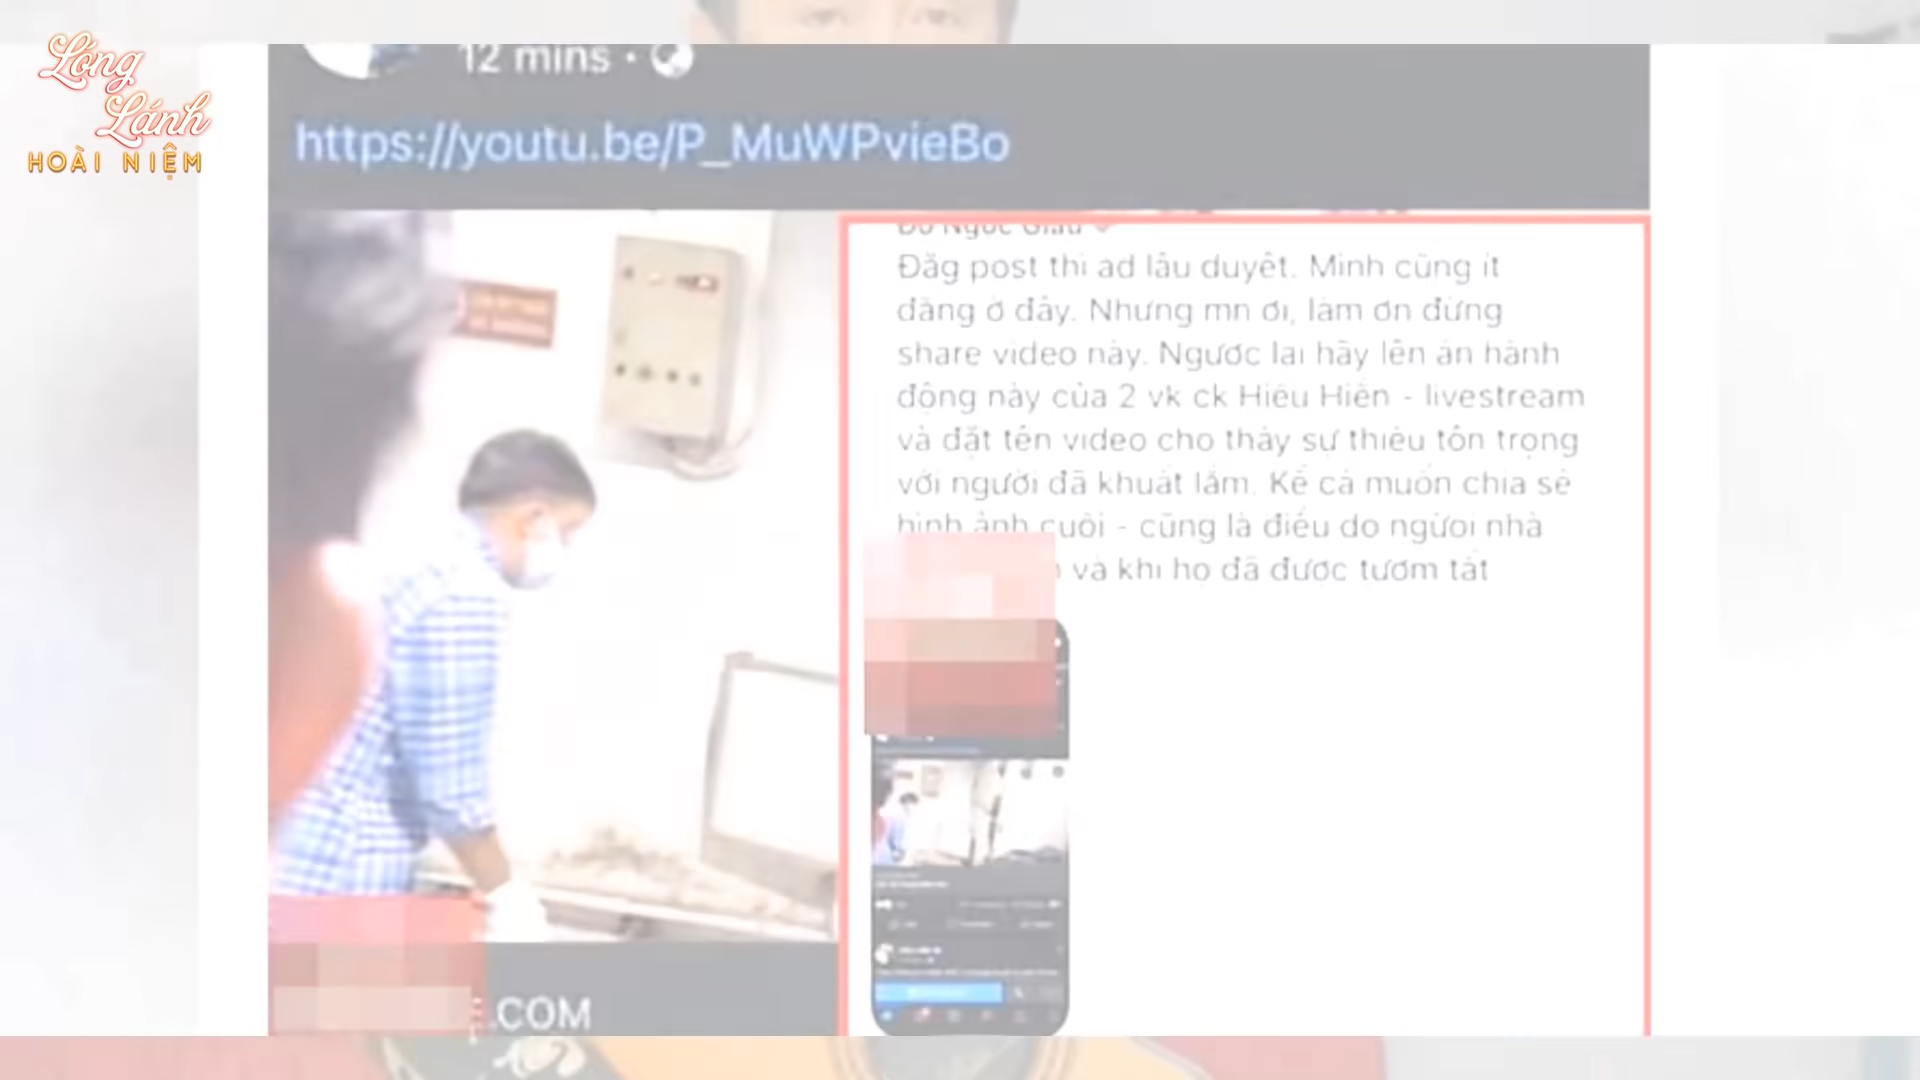 Lóng
Lánh
HOÀI NIỆM
12 mins ·
https://youtu.be/P_MuWPvieBo
Đăg post thì ad lâu duyệt. Mình cũng ít
đăng ở đây. Nhưng mn ơi, làm ơn đừng
share video này. Ngược lại hãy lên án hành
động này của 2 vk ck Hiếu Hiền - livestream
và đặt tên video cho thấy sự thiếu tôn trọng
với người đã khuất lắm. Kể cả muốn chia sẻ
hình ảnh cuối - cũng là điều do ngừoi nhà
và khi họ đã được tươm tất
.COM